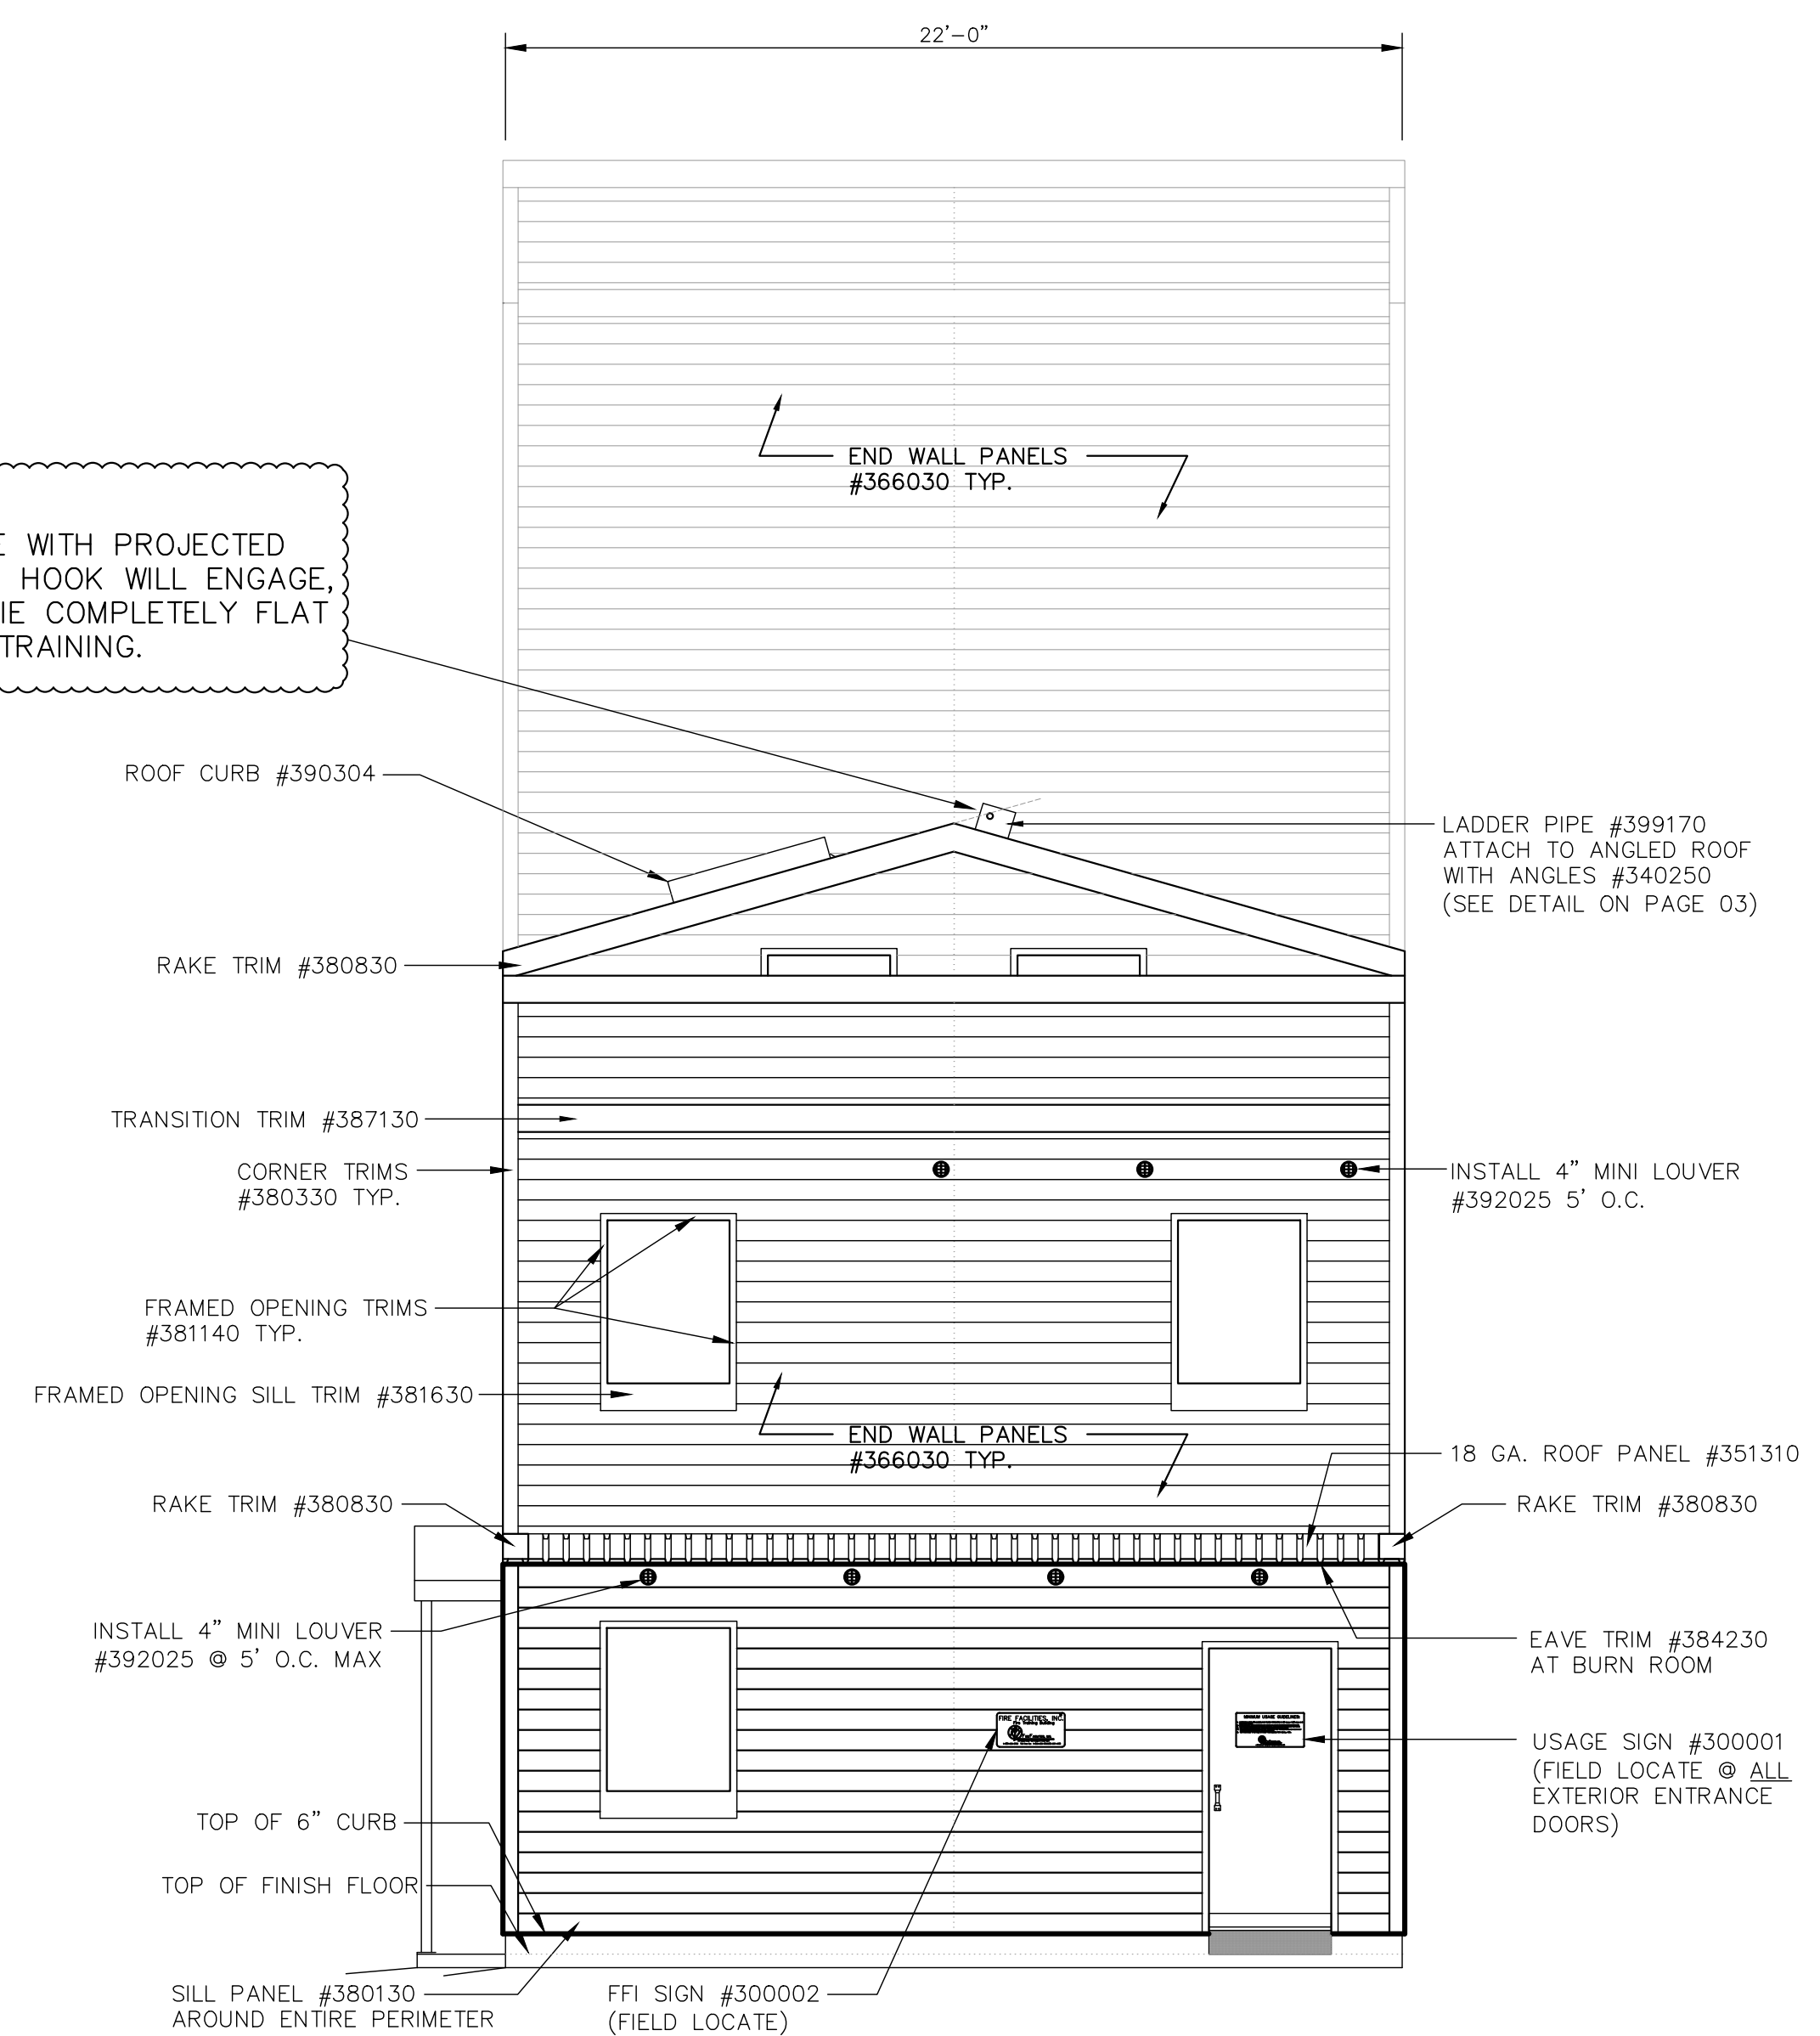 22'-0"
END WALL PANELS
#366030 TYP.
WITH PROJECTED
HOOK WILL ENGAGE,
COMPLETELY FLAT
TRAINING.
ROOF CURB #390304
LADDER PIPE #399170
ATTACH TO ANGLED ROOF
WITH ANGLES #340250
(SEE DETAIL ON PAGE 03)
RAKE TRIM #380830
TRANSITION TRIM #387130
CORNER TRIMS
#380330 TYP.
INSTALL 4" MINI LOUVER
#392025 5' O.C.
FRAMED OPENING TRIMS
#381140 TYP.
FRAMED OPENING SILL TRIM #381630
END WALL PANELS
#366030 TYP.
18 GA. ROOF PANEL #351310
RAKE TRIM #380830
RAKE TRIM #380830
INSTALL 4" MINI LOUVER
#392025 @ 5' O.C. MAX
EAVE TRIM #384230
AT BURN ROOM
FIRE FACILITIES, INC.
Fire Training Building
MINIMUM USAGE GUIDELINES
USAGE SIGN #300001
(FIELD LOCATE @ ALL
EXTERIOR ENTRANCE
DOORS)
TOP OF 6" CURB
TOP OF FINISH FLOOR
SILL PANEL #380130
AROUND ENTIRE PERIMETER
FFI SIGN #300002
(FIELD LOCATE)